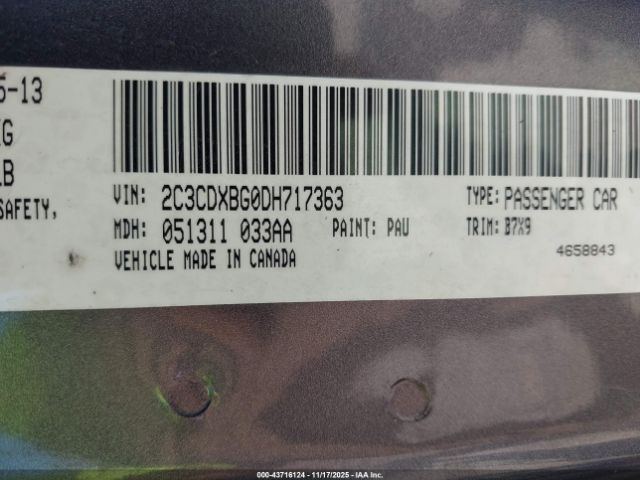 5-13
G
LB
SAFETY,
VIN: 2C3CDXBG0DH717363 TYPE: PASSENGER CAR
MDH: 051311 033AA PAINT: PAU TRIM: B7X9
VEHICLE MADE IN CANADA 4658843
000-43716124 - 11/17/2025 - IAA Inc.